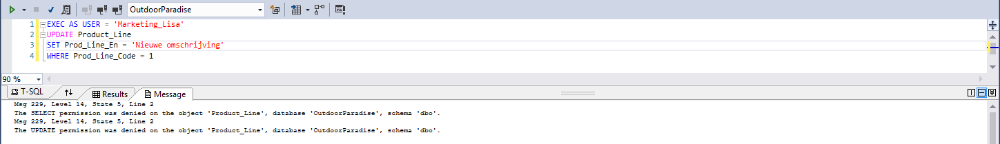 OutdoorParadise
1 EXEC AS USER = 'Marketing_Lisa'
2 UPDATE Product_Line
3 SET Prod_Line_En = 'Nieuwe omschrijving'
4 WHERE Prod_Line_Code = 1
90 %
T-SQL Results Message
Msg 229, Level 14, State 5, Line 2
The SELECT permission was denied on the object 'Product_Line', database 'OutdoorParadise', schema 'dbo'.
Msg 229, Level 14, State 5, Line 2
The UPDATE permission was denied on the object 'Product_Line', database 'OutdoorParadise', schema 'dbo'.